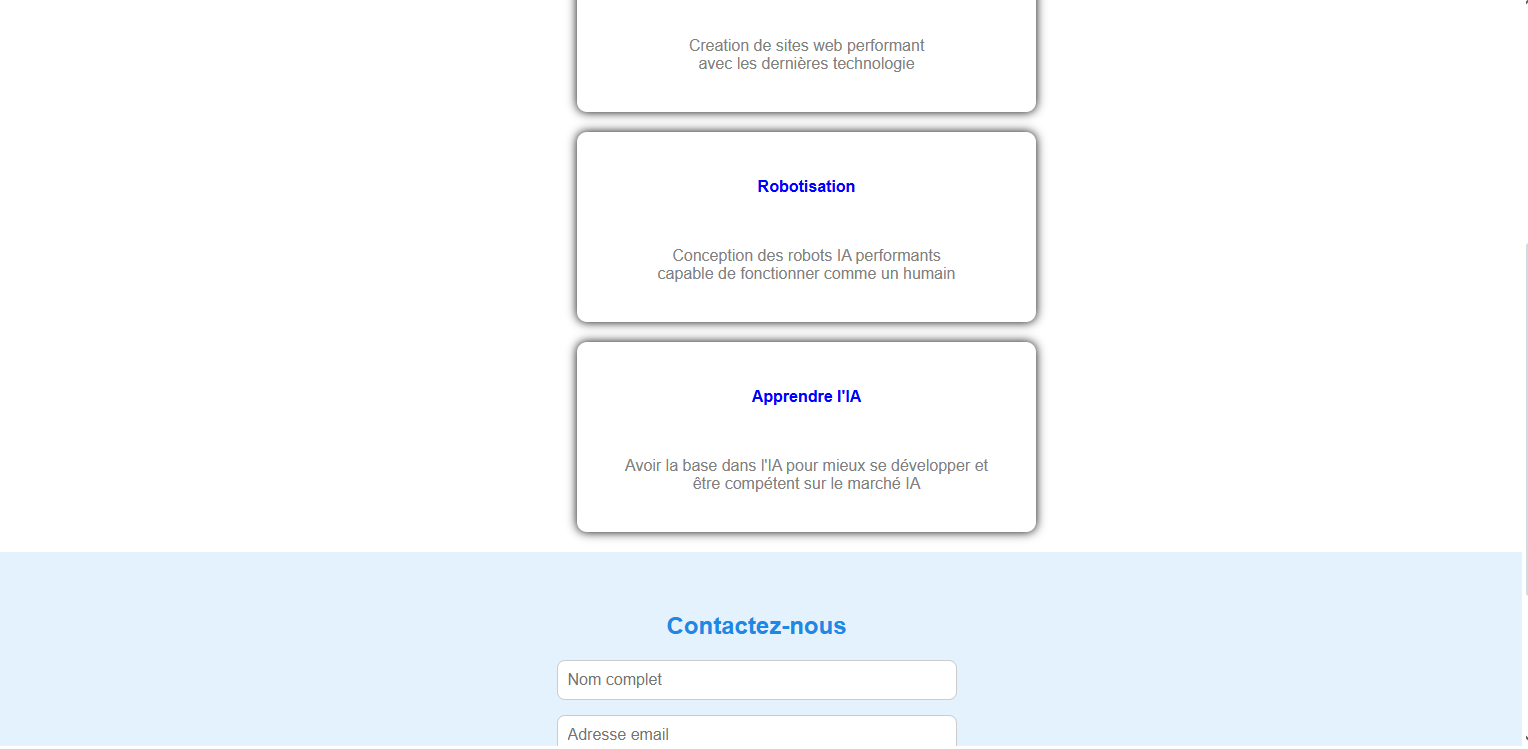 Creation de sites web performant
avec les dernières technologie
Robotisation
Conception des robots IA performants
capable de fonctionner comme un humain
Apprendre l'IA
Avoir la base dans l'IA pour mieux se développer et
être compétent sur le marché IA
Contactez-nous
Nom complet
Adresse email